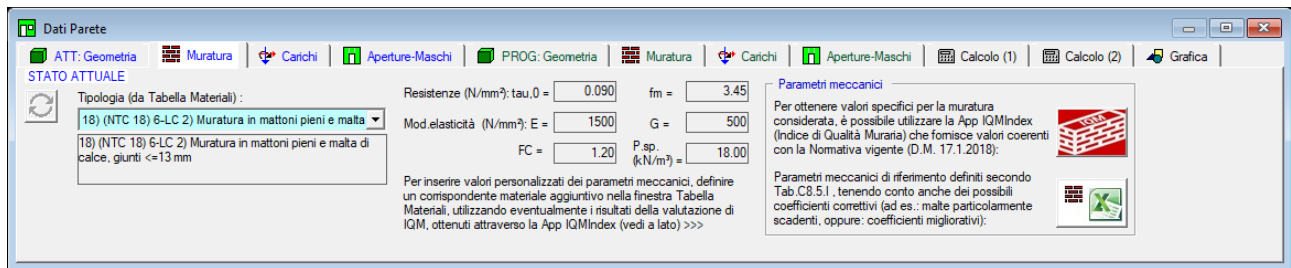 Dati Parete
ATT: Geometria Muratura Carichi Aperture-Maschi PROG: Geometria Muratura Carichi Aperture-Maschi Calcolo (1) Calcolo (2) Grafica
STATO ATTUALE
Tipologia (da Tabella Materiali) :
18) (NTC 18) 6-LC 2) Muratura in mattoni pieni e malta
18) (NTC 18) 6-LC 2) Muratura in mattoni pieni e malta di
calce, giunti <=13 mm
Resistenze (N/mm²): tau,0 = 0.090 fm = 3.45
Mod.elasticità (N/mm²): E = 1500 G = 500
FC = 1.20 P.sp. (kN/m³) = 18.00
Per inserire valori personalizzati dei parametri meccanici, definire
un corrispondente materiale aggiuntivo nella finestra Tabella
Materiali, utilizzando eventualmente i risultati della valutazione di
IQM, ottenuti attraverso la App IQMIndex (vedi a lato) >>>
Parametri meccanici
Per ottenere valori specifici per la muratura
considerata, è possibile utilizzare la App IQMIndex
(Indice di Qualità Muraria) che fornisce valori coerenti
con la Normativa vigente (D.M. 17.1.2018):
IQM
Parametri meccanici di riferimento definiti secondo
Tab.C8.5.I , tenendo conto anche dei possibili
coefficienti correttivi (ad es.: malte particolarmente
scadenti, oppure: coefficienti migliorativi):